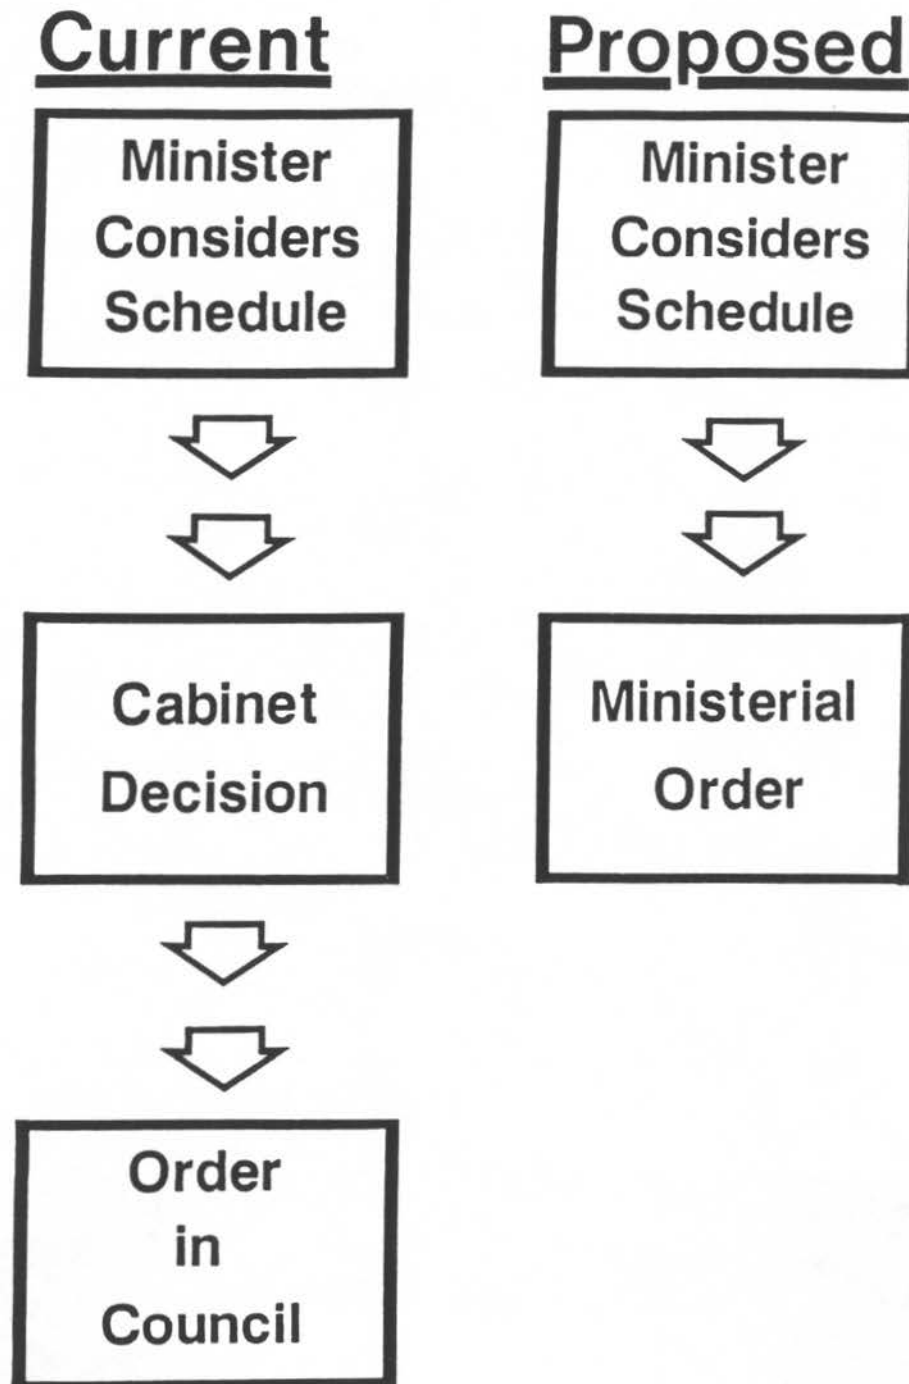 Current
Minister
Considers
Schedule
Cabinet
Decision
Order
in
Council
Proposed
Minister
Considers
Schedule
Ministerial
Order